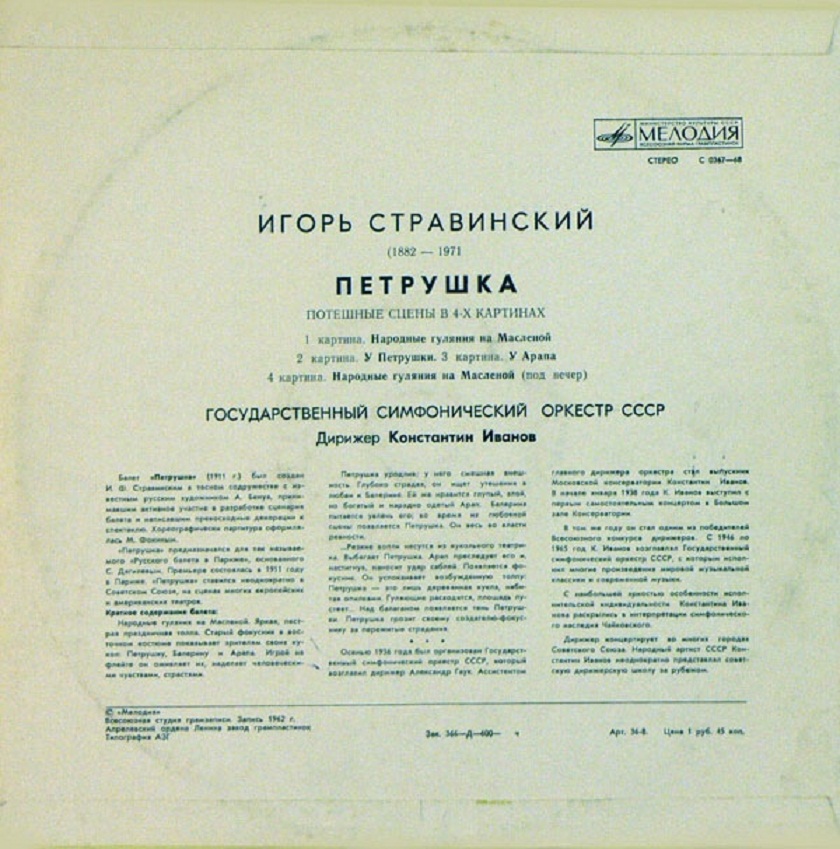 МИНИСТЕРСТВО КУЛЬТУРЫ СССР
МЕЛОДИЯ
ВСЕСОЮЗНАЯ ФИРМА ГРАМПЛАСТИНОК
СТЕРЕО С 0367—68
ИГОРЬ СТРАВИНСКИЙ
(1882 — 1971
ПЕТРУШКА
ПОТЕШНЫЕ СЦЕНЫ В 4-Х КАРТИНАХ
1 картина. Народные гуляния на Масленой
2 картина. У Петрушки. 3 картина. У Арапа
4 картина. Народные гуляния на Масленой (под вечер)
ГОСУДАРСТВЕННЫЙ СИМФОНИЧЕСКИЙ ОРКЕСТР СССР
Дирижер Константин Иванов
Балет «Петрушка» (1911 г.) был создан
И. Ф. Стравинским в тесном содружестве с из-
вестным русским художником А. Бенуа, прини-
мавшим активное участие в разработке сценария
балета и написавшим превосходные декорации к
спектаклю. Хореографически партитура оформля-
лась М. Фокиным.
«Петрушка» предназначался для так называе-
мого «Русского балета в Париже», основанного
С. Дягилевым. Премьера состоялась в 1911 году
в Париже. «Петрушка» ставился неоднократно в
Советском Союзе, на сценах многих европейских
и американских театров.
Краткое содержание балета:
Народные гуляния на Масленой. Яркая, пест-
рая праздничная толпа. Старый фокусник в вос-
точном костюме показывает зрителям своих ку-
кол: Петрушку, Балерину и Арапа. Игрой на
флейте он оживляет их, наделяет человечески-
ми чувствами, страстями.
Петрушка уродлив; у него смешная внеш-
ность. Глубоко страдая, он ищет утешения в
любви к Балерине. Ей же нравится глупый, злой,
но богатый и нарядно одетый Арап. Балерина
пытается увлечь его; во время их любовной
сцены появляется Петрушка. Он весь во власти
ревности.
...Резкие вопли несутся из кукольного театри-
ка. Выбегает Петрушка. Арап преследует его и,
настигнув, наносит удар саблей. Появляется фо-
кусник. Он успокаивает возбужденную толпу:
Петрушка — это лишь деревянная кукла, наби-
тая опилками. Гуляющие расходятся, площадь пу-
стеет... Над балаганом появляется тень Петруш-
ки. Петрушка грозит своему создателю-фокус-
нику за пережитые страдания.
• • •
Осенью 1936 года был организован Государст-
венный симфонический оркестр СССР, который
возглавил дирижер Александр Гаук. Ассистентом
главного дирижера оркестра стал выпускник
Московской консерватории Константин Иванов.
В начале января 1938 года К. Иванов выступил с
первым самостоятельным концертом в Большом
зале Консерватории.
В том же году он стал одним из победителей
Всесоюзного конкурса дирижеров. С 1946 по
1965 год К. Иванов возглавлял Государственный
симфонический оркестр СССР, с которым испол-
нил многие произведения мировой музыкальной
классики и современной музыки.
С наибольшей яркостью особенности испол-
нительской индивидуальности Константина Ива-
нова раскрылись в интерпретации симфоническо-
го наследия Чайковского.
Дирижер концертирует во многих городах
Советского Союза. Народный артист СССР Кон-
стантин Иванов неоднократно представлял совет-
скую дирижерскую школу за рубежом.
© «Мелодия»
Всесоюзная студия грамзаписи. Запись 1962 г.
Апрелевский ордена Ленина завод грампластинок
Типография АЗГ
Зак. 366—Д—400—
Арт. 36-8. Цена 1 руб. 45 коп.